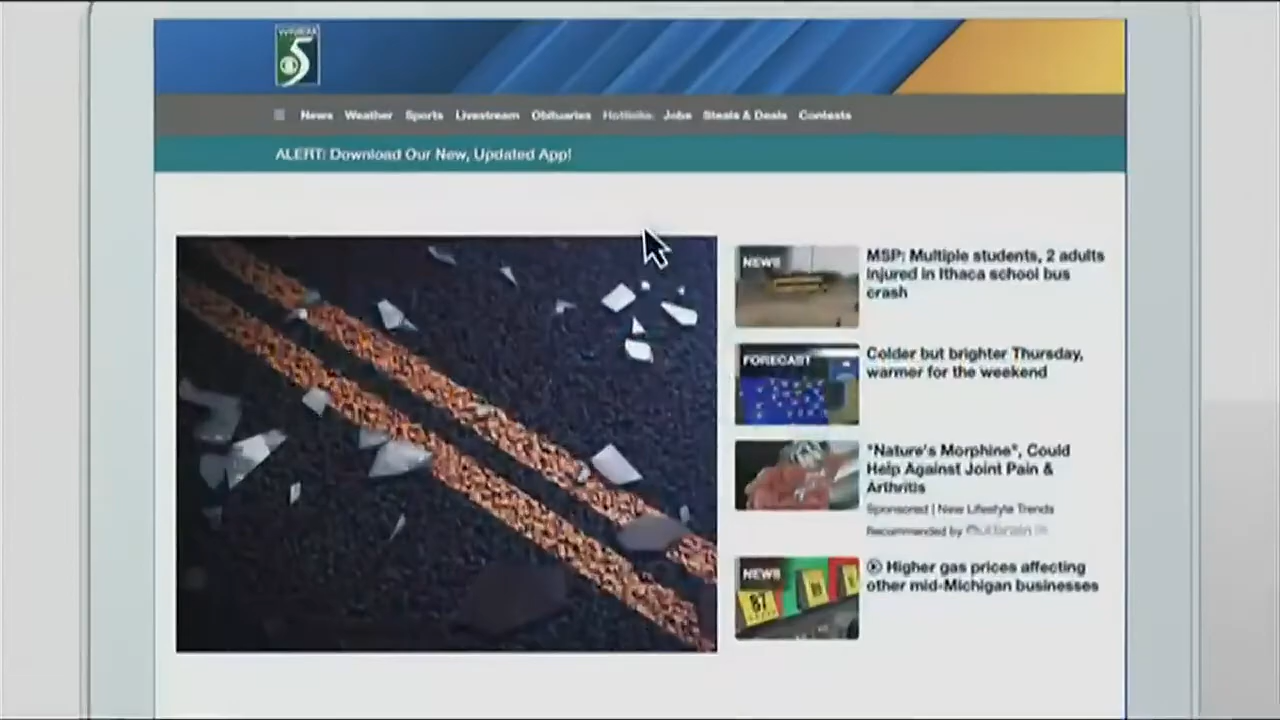 5
News Weather Sports Livestream Obituaries Hotlinks Jobs Steals & Deals Contests
ALERT: Download Our New, Updated App!
NEWS
MSP: Multiple students, 2 adults
injured in Ithaca school bus
crash
FORECAST
Colder but brighter Thursday,
warmer for the weekend
"Nature's Morphine", Could
Help Against Joint Pain &
Arthritis
Sponsored | New Lifestyle Trends
Recommended by Outbrain
NEWS
Higher gas prices affecting
other mid-Michigan businesses
87